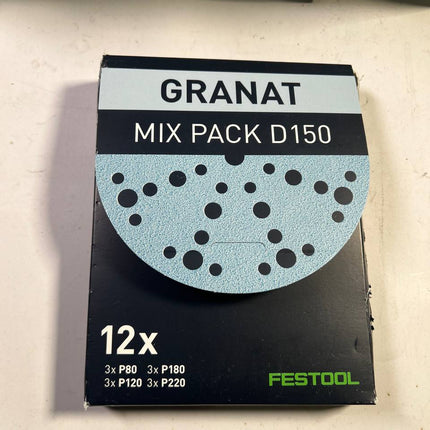 GRANAT
MIX PACK D150
12x
3x P80 3x P180
3x P120 3x P220
FESTOOL